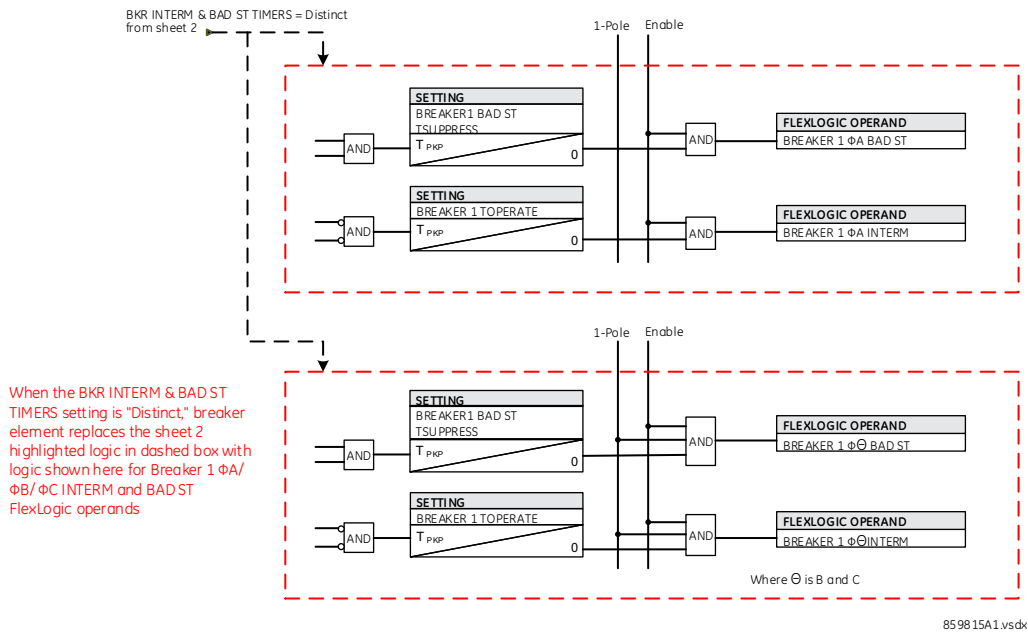 BKR INTERM & BAD ST TIMERS = Distinct
from sheet 2
1-Pole Enable
SETTING
BREAKER1 BAD ST
TSUPPRESS
AND
T PKP
0
AND
FLEXLOGIC OPERAND
BREAKER 1 ΦA BAD ST
SETTING
BREAKER 1 TOPERATE
AND
T PKP
0
AND
FLEXLOGIC OPERAND
BREAKER 1 ΦA INTERM
1-Pole Enable
When the BKR INTERM & BAD ST
TIMERS setting is "Distinct," breaker
element replaces the sheet 2
highlighted logic in dashed box with
logic shown here for Breaker 1 ΦA/
ΦB/ ΦC INTERM and BAD ST
FlexLogic operands
SETTING
BREAKER1 BAD ST
TSUPPRESS
AND
T PKP
0
AND
FLEXLOGIC OPERAND
BREAKER 1 ΦΘ BAD ST
SETTING
BREAKER 1 TOPERATE
AND
T PKP
0
AND
FLEXLOGIC OPERAND
BREAKER 1 ΦΘINTERM
Where Θ is B and C
859815A1.vsdx